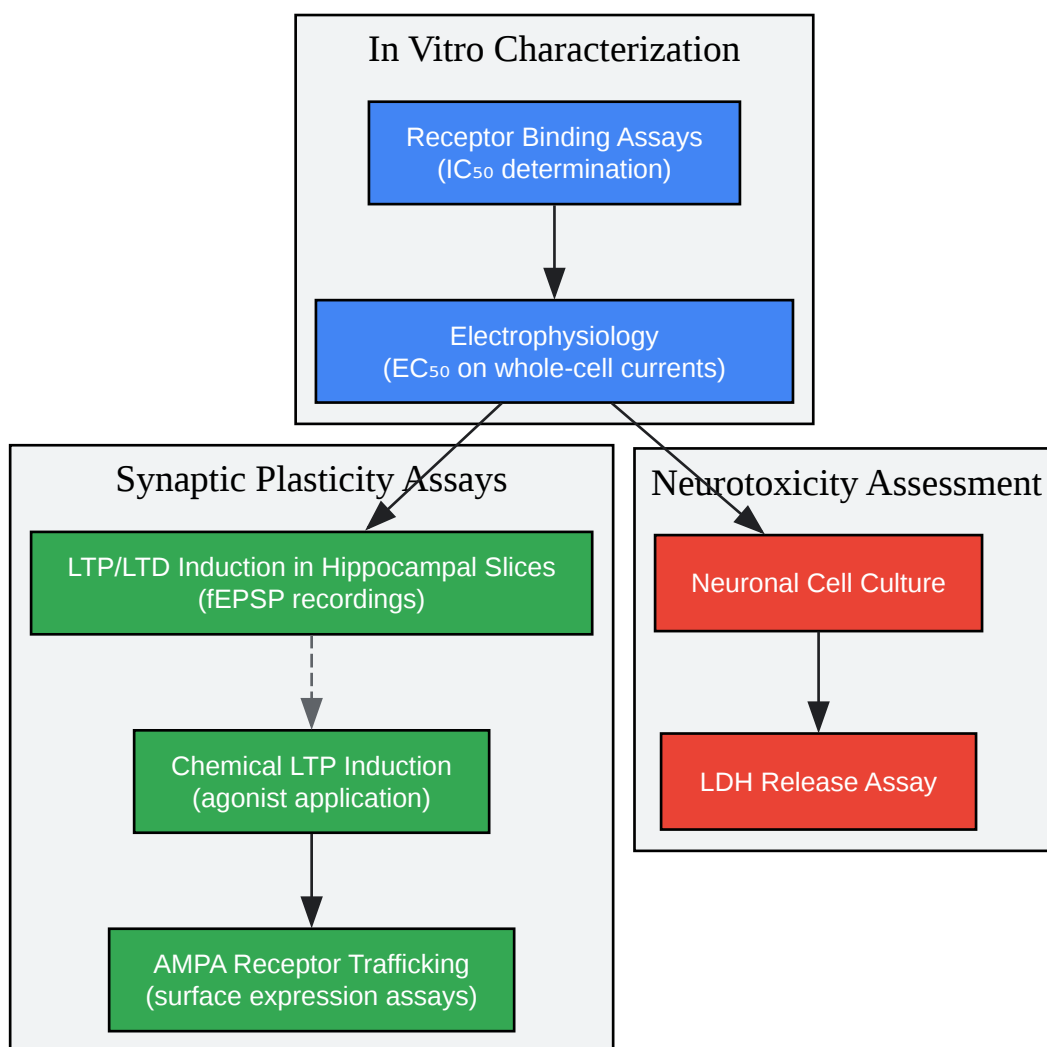 In Vitro Characterization
Receptor Binding Assays
(IC₅₀ determination)
Electrophysiology
(EC₅₀ on whole-cell currents)
Synaptic Plasticity Assays
LTP/LTD Induction in Hippocampal Slices
(fEPSP recordings)
Chemical LTP Induction
(agonist application)
AMPA Receptor Trafficking
(surface expression assays)
Neurotoxicity Assessment
Neuronal Cell Culture
LDH Release Assay